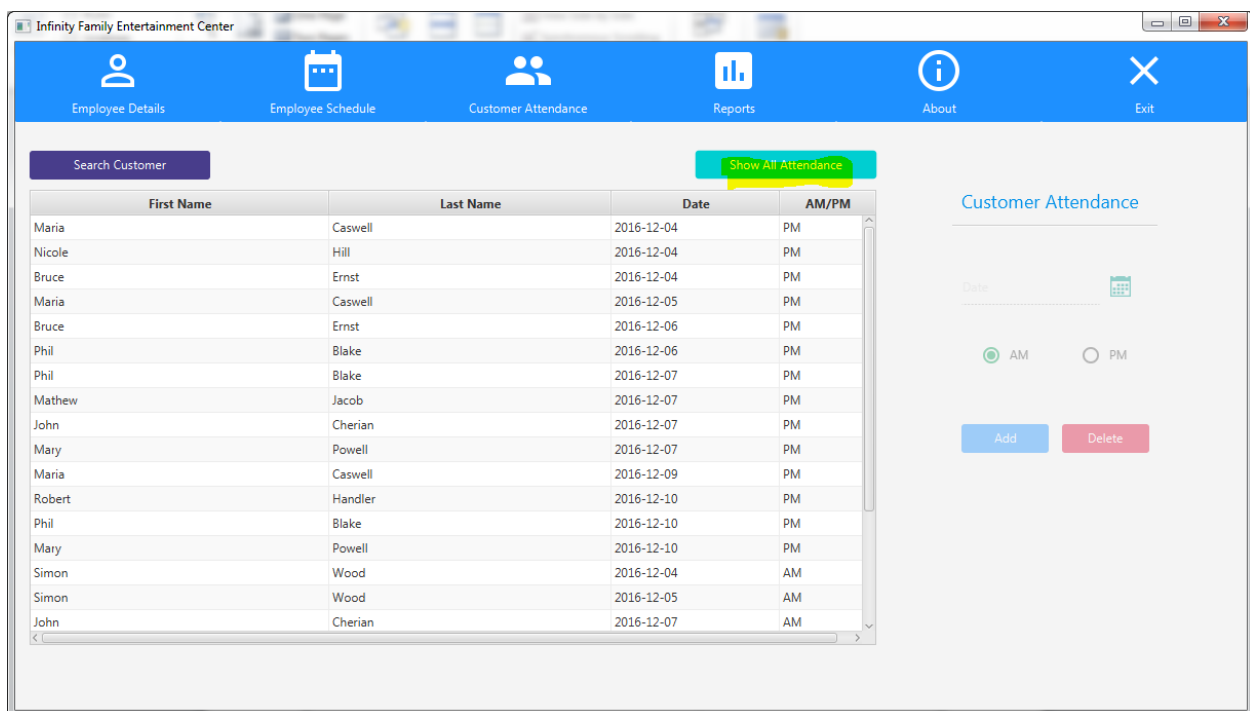 Infinity Family Entertainment Center
Employee Details Employee Schedule Customer Attendance Reports About Exit
Search Customer Show All Attendance
First Name Last Name Date AM/PM
Customer Attendance
Maria Caswell 2016-12-04 PM
Nicole Hill 2016-12-04 PM
Bruce Ernst 2016-12-04 PM
Date
Maria Caswell 2016-12-05 PM
Bruce Ernst 2016-12-06 PM
Phil Blake 2016-12-06 PM
AM PM
Phil Blake 2016-12-07 PM
Mathew Jacob 2016-12-07 PM
John Cherian 2016-12-07 PM
Add Delete
Mary Powell 2016-12-07 PM
Maria Caswell 2016-12-09 PM
Robert Handler 2016-12-10 PM
Phil Blake 2016-12-10 PM
Mary Powell 2016-12-10 PM
Simon Wood 2016-12-04 AM
Simon Wood 2016-12-05 AM
John Cherian 2016-12-07 AM